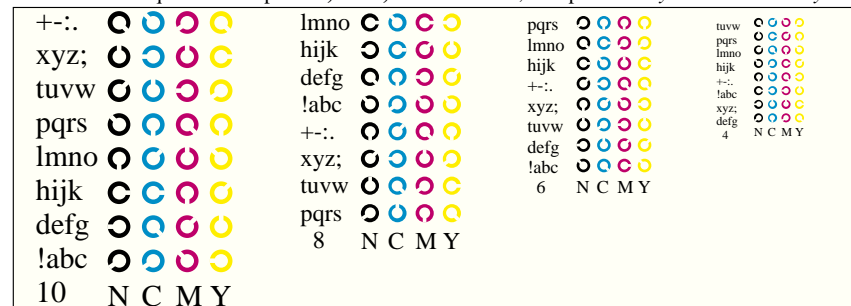 +-:.
xyz;
tuvw
pqrs
lmno
hijk
defg
!abc
10 N C M Y
lmno
hijk
defg
!abc
+-:.
xyz;
tuvw
pqrs
8 N C M Y
pqrs
lmno
hijk
+-:.
xyz;
tuvw
defg
!abc
6 N C M Y
tuvw
pqrs
lmno
hijk
+-:.
!abc
xyz;
defg
4 N C M Y